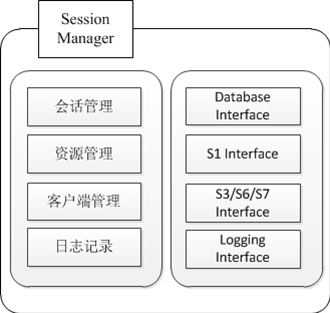 Session
Manager
会话管理
资源管理
客户端管理
日志记录
Database
Interface
S1 Interface
S3/S6/S7
Interface
Logging
Interface